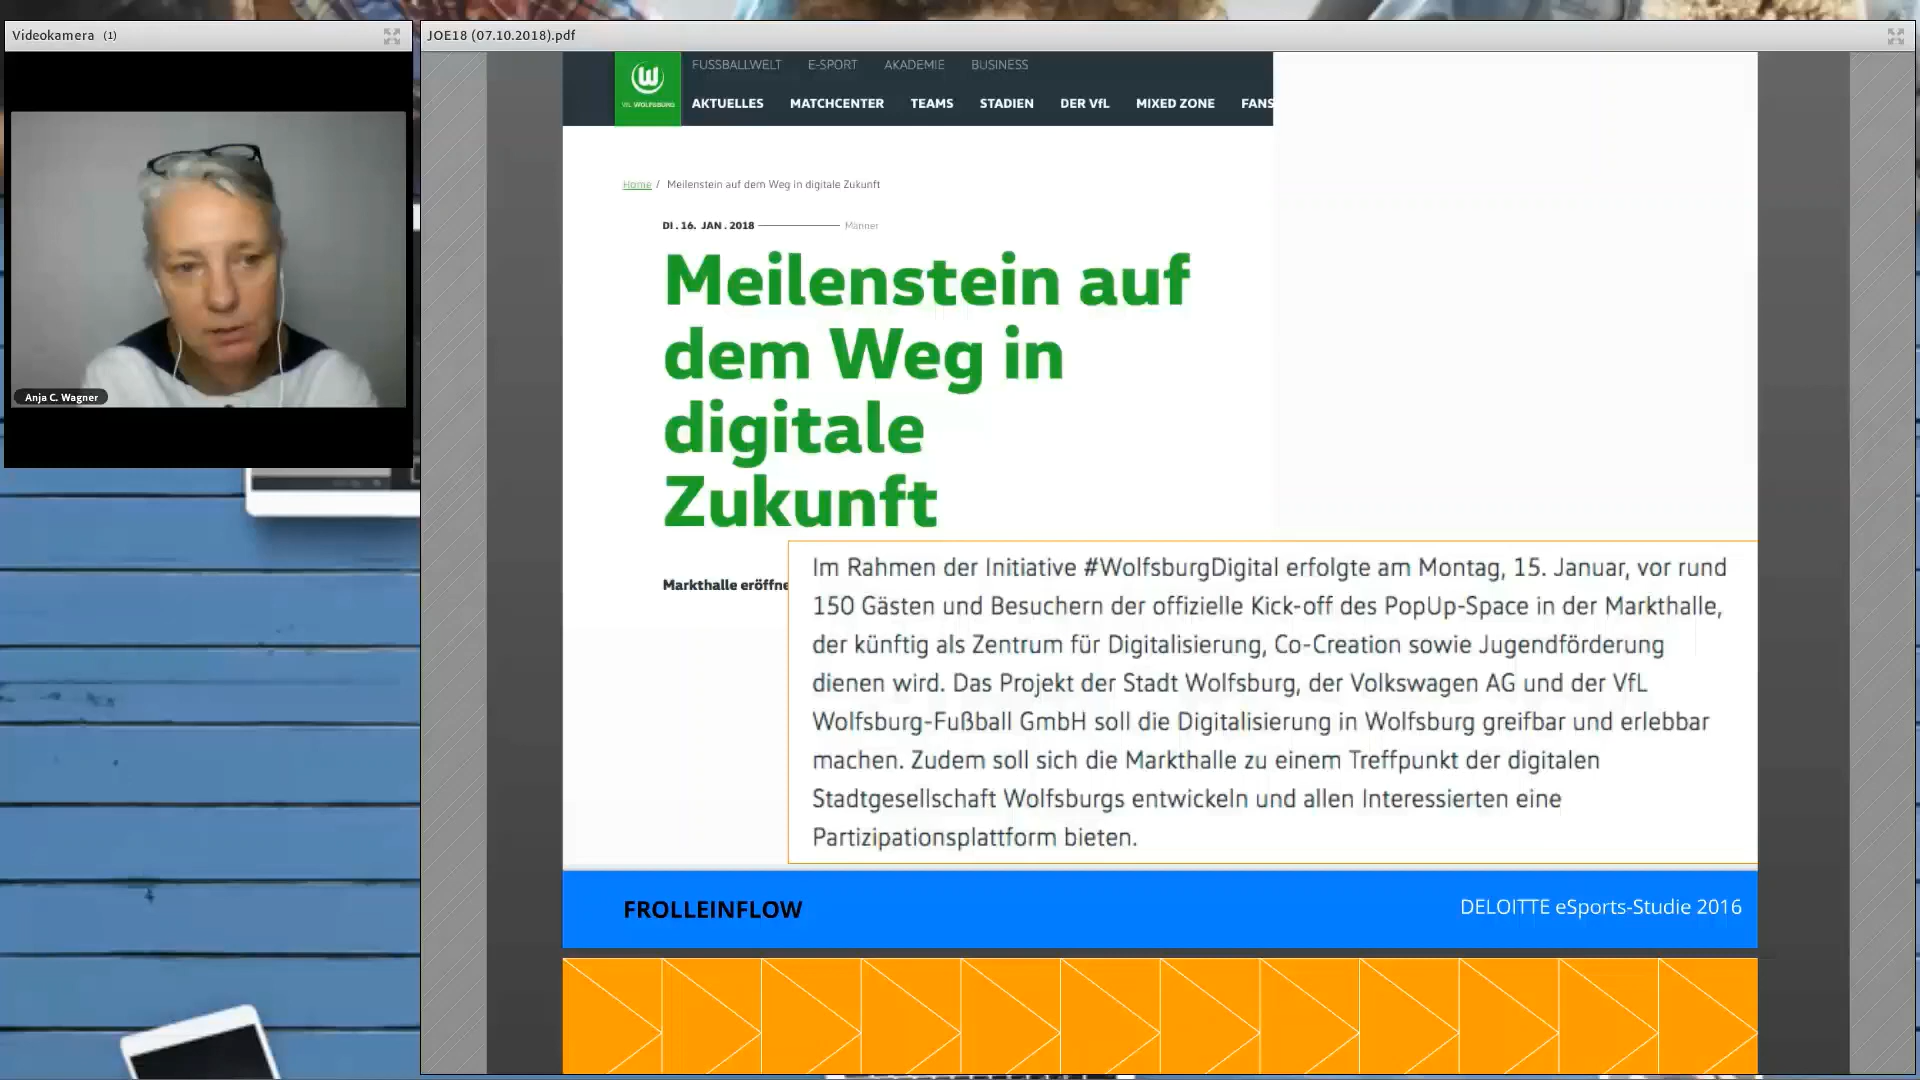 Videokamera (1)
Anja C. Wagner
JOE18 (07.10.2018).pdf
FUSSBALLWELT E-SPORT AKADEMIE BUSINESS
VfL WOLFSBURG
AKTUELLES MATCHCENTER TEAMS STADIEN DER VfL MIXED ZONE FANS
Home / Meilenstein auf dem Weg in digitale Zukunft
DI. 16. JAN. 2018 Männer
Meilenstein auf
dem Weg in
digitale
Zukunft
Markthalle eröffne
Im Rahmen der Initiative #WolfsburgDigital erfolgte am Montag, 15. Januar, vor rund
150 Gästen und Besuchern der offizielle Kick-off des PopUp-Space in der Markthalle,
der künftig als Zentrum für Digitalisierung, Co-Creation sowie Jugendförderung
dienen wird. Das Projekt der Stadt Wolfsburg, der Volkswagen AG und der VfL
Wolfsburg-Fußball GmbH soll die Digitalisierung in Wolfsburg greifbar und erlebbar
machen. Zudem soll sich die Markthalle zu einem Treffpunkt der digitalen
Stadtgesellschaft Wolfsburgs entwickeln und allen Interessierten eine
Partizipationsplattform bieten.
FROLLEINFLOW
DELOITTE eSports-Studie 2016